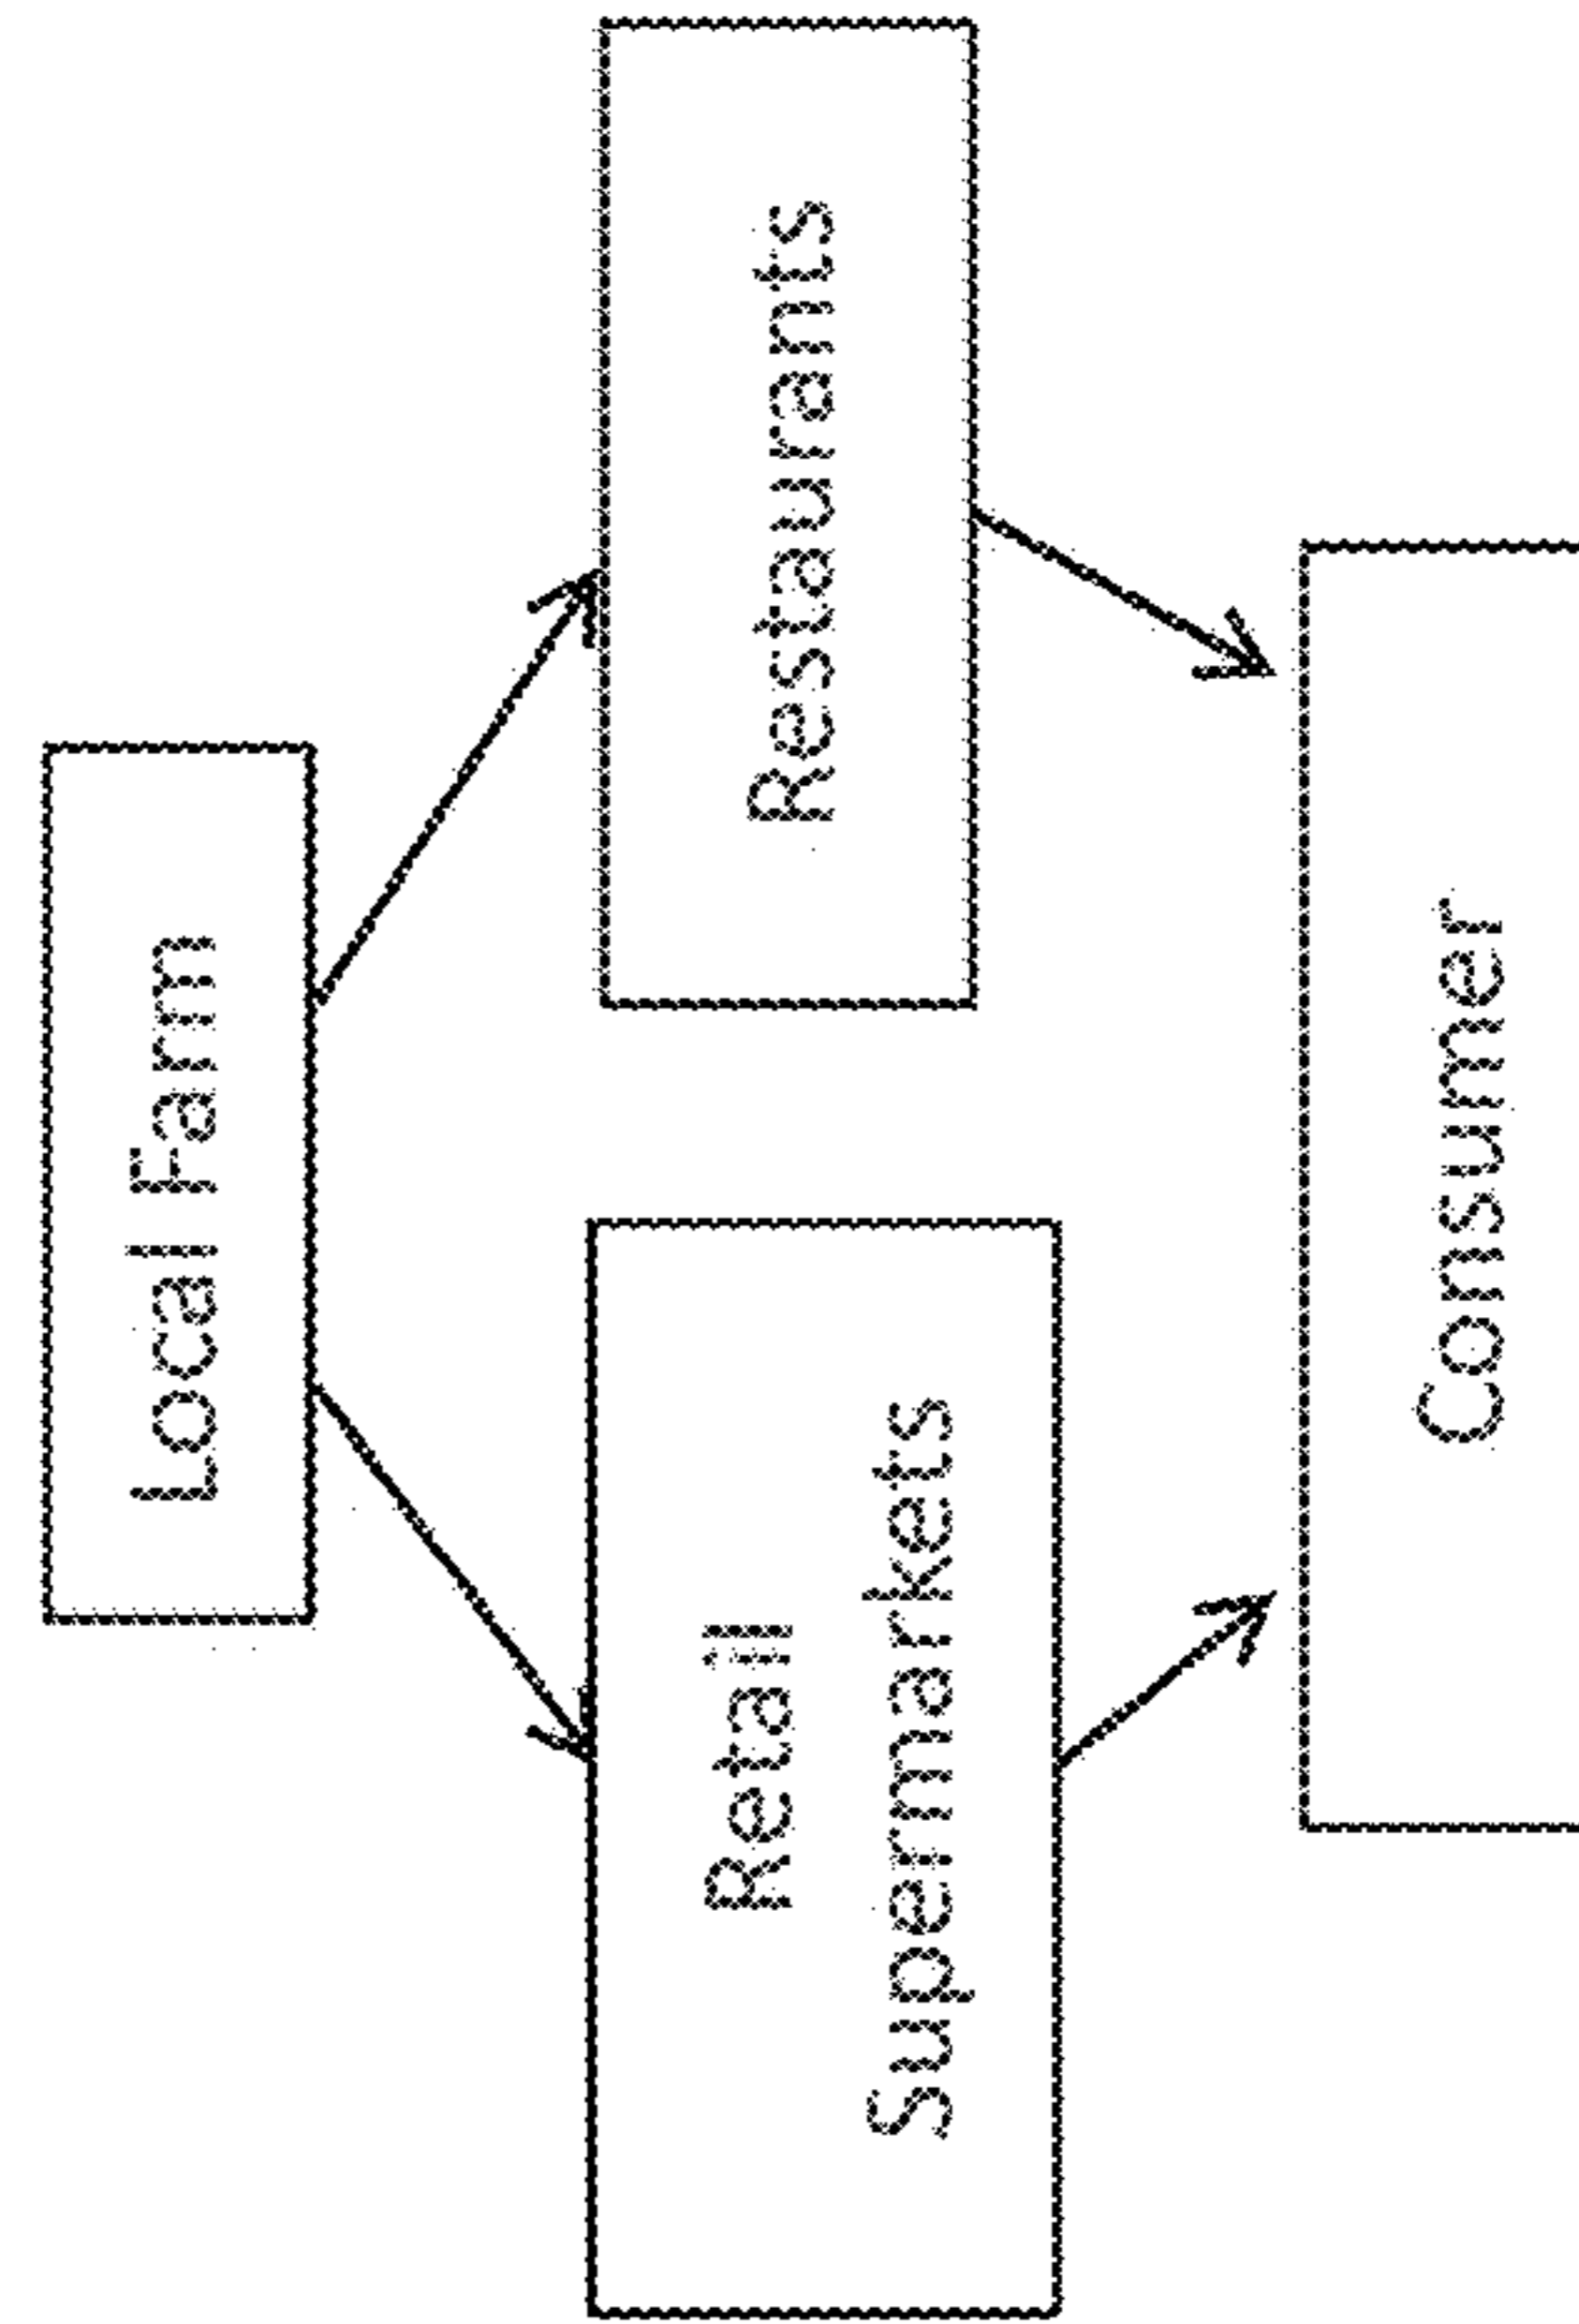 Local Farm
Retail
Supermarkets
Restaurants
Consumer